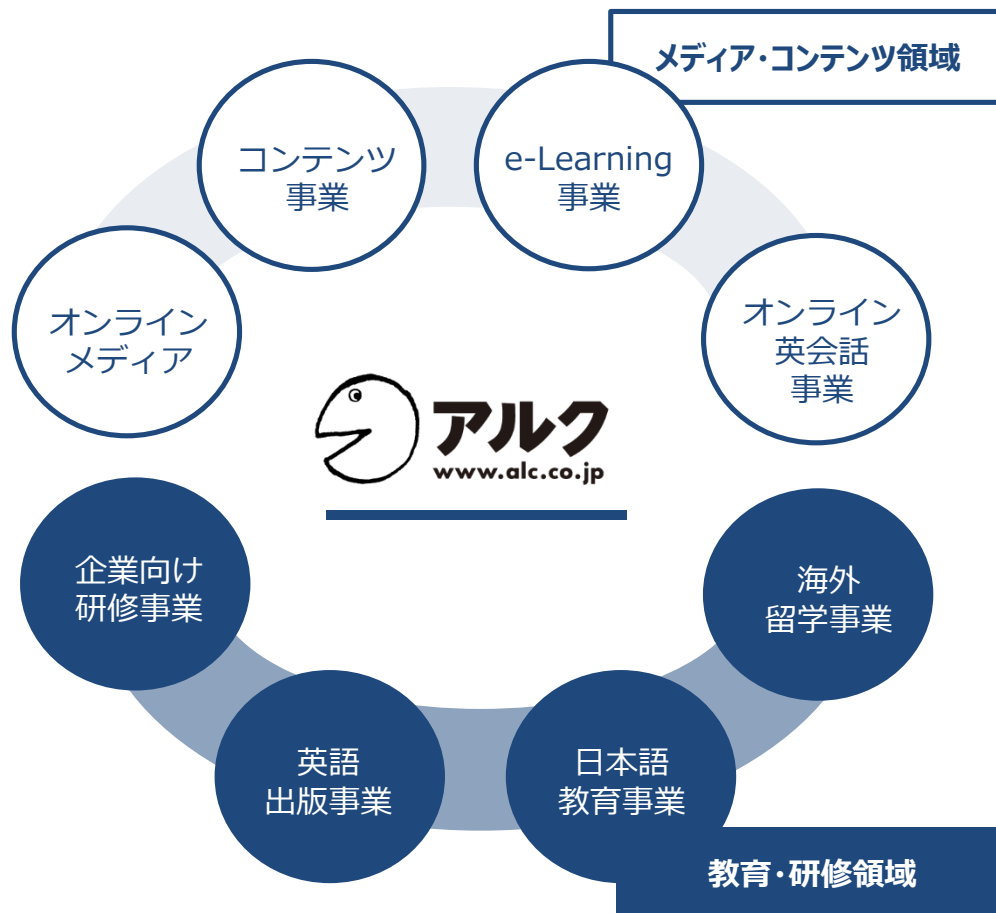 メディア・コンテンツ領域
コンテンツ
事業
e-Learning
事業
オンライン
メディア
オンライン
英会話
事業
アルク
www.alc.co.jp
企業向け
研修事業
海外
留学事業
英語
出版事業
日本語
教育事業
教育・研修領域